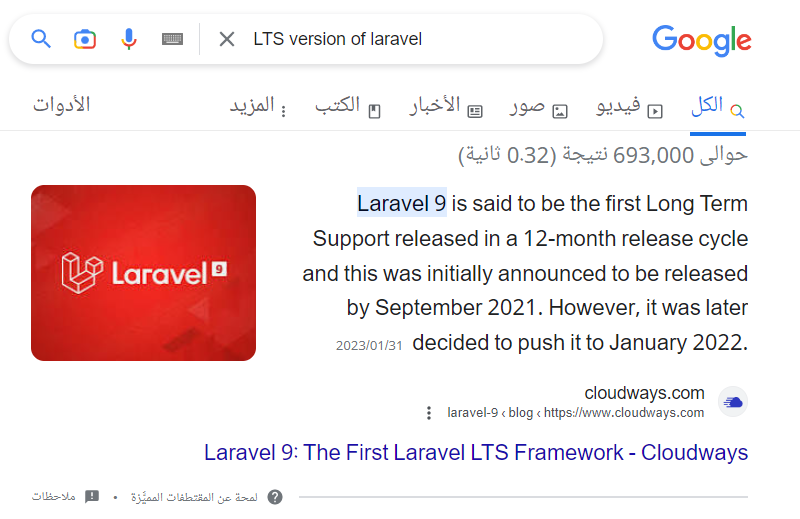 LTS version of laravel
Google
الكل
فيديو
صور
الأخبار
الكتب
المزيد
الأدوات
حوالى 693,000 نتيجة (0.32 ثانية)
Laravel 9
Laravel 9 is said to be the first Long Term
Support released in a 12-month release cycle
and this was initially announced to be released
by September 2021. However, it was later
decided to push it to January 2022. 2023/01/31
cloudways.com
https://www.cloudways.com › blog › laravel-9
Laravel 9: The First Laravel LTS Framework - Cloudways
لمحة عن المقتطفات المميَّزة • ملاحظات